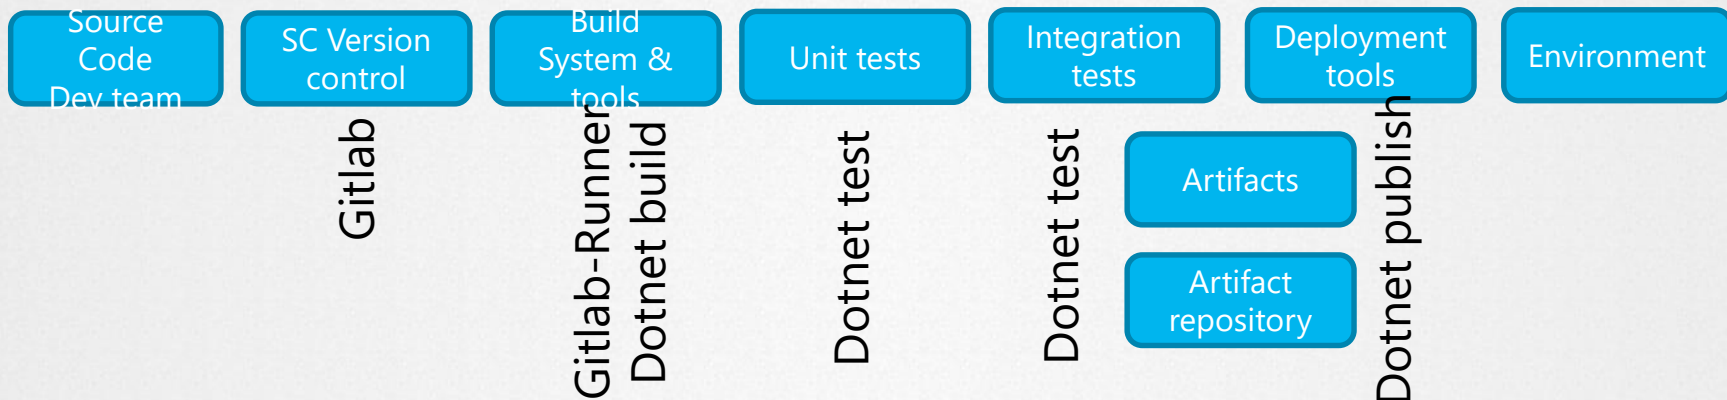 Source
Code
Dev team
SC Version
control
Build
System &
tools
Unit tests
Integration
tests
Deployment
tools
Environment
Gitlab
Gitlab-Runner
Dotnet build
Dotnet test
Dotnet test
Artifacts
Artifact
repository
Dotnet publish